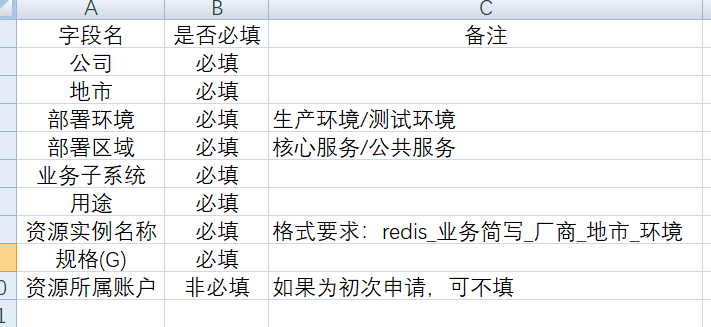 A B C
字段名 是否必填 备注
公司 必填
地市 必填
部署环境 必填 生产环境/测试环境
部署区域 必填 核心服务/公共服务
业务子系统 必填
用途 必填
资源实例名称 必填 格式要求：redis_业务简写_厂商_地市_环境
规格(G) 必填
资源所属账户 非必填 如果为初次申请，可不填